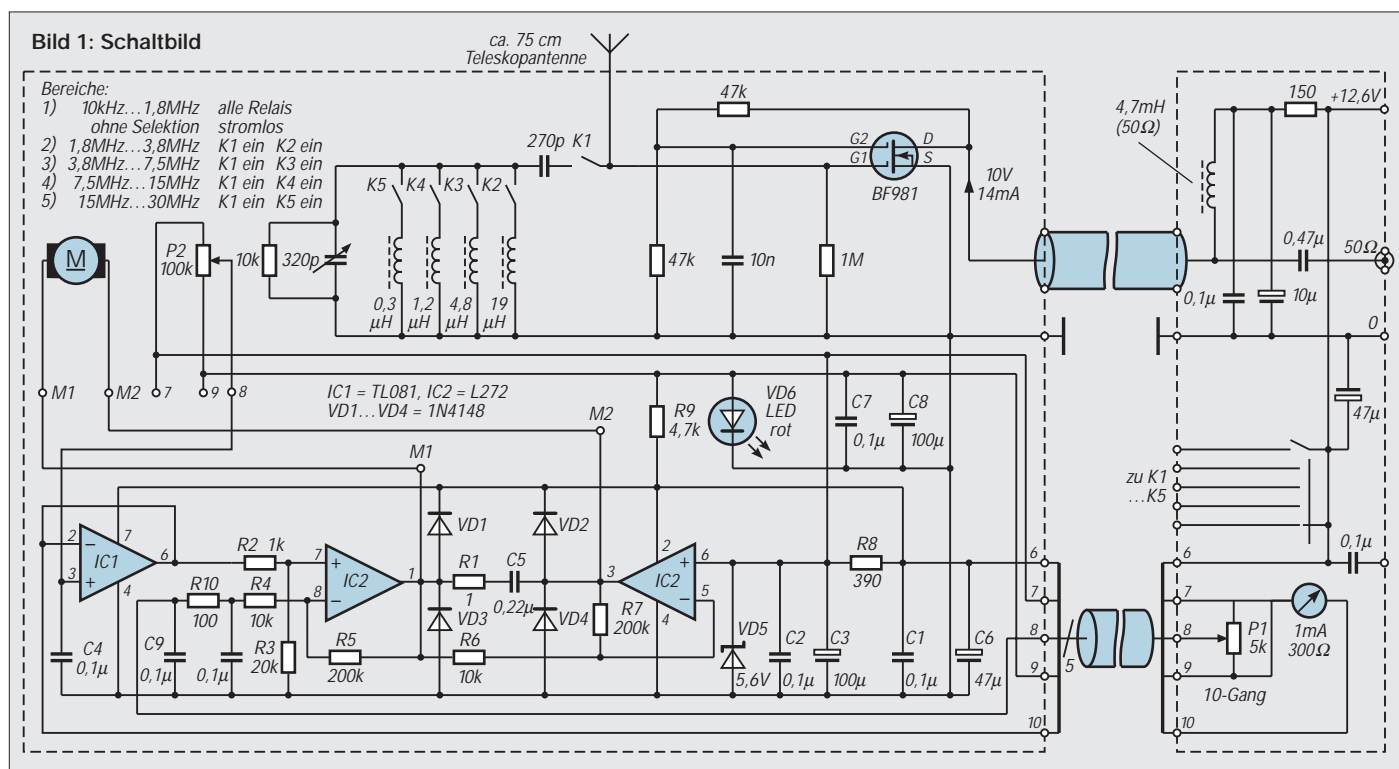 Bild 1: Schaltbild
ca. 75 cm
Teleskopantenne
Bereiche:
1) 10kHz...1,8MHz alle Relais
ohne Selektion stromlos
2) 1,8MHz...3,8MHz K1 ein K2 ein
3) 3,8MHz...7,5MHz K1 ein K3 ein
4) 7,5MHz...15MHz K1 ein K4 ein
5) 15MHz...30MHz K1 ein K5 ein
M
P2
100k
10k
320p
K5
K4
K3
K2
270p K1
0,3
µH
1,2
µH
4,8
µH
19
µH
47k
47k
10n
1M
G2
G1
D
S
BF981
10V
14mA
4,7mH
(50Ω)
150
+12,6V
0,47µ
50Ω
0,1µ
10µ
0
47µ
M1
M2
7
9
8
IC1 = TL081, IC2 = L272
VD1...VD4 = 1N4148
M2
M1
R9
4,7k
VD6
LED
rot
C7
0,1µ
C8
100µ
zu K1
...K5
2
3
7
6
4
IC1
R2 1k
R10
100
R4
10k
R3
20k
C4
0,1µ
C9
0,1µ
0,1µ
7
8
IC2
1
R5
200k
VD1
VD3
R1
1
C5
0,22µ
R6
10k
VD2
VD4
3
R7
200k
IC2
2
4
6
5
VD5
5,6V
R8
390
C2
0,1µ
C3
100µ
C1
0,1µ
C6
47µ
6
7
8
9
10
5
6
7
8
9
10
0,1µ
P1
5k
10-Gang
1mA
300Ω